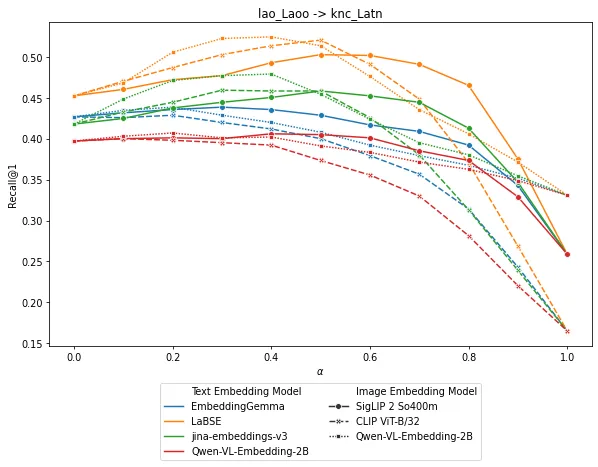 lao_Laoo -> knc_Latn
Recall@1
0.50
0.45
0.40
0.35
0.30
0.25
0.20
0.15
0.0
0.2
0.4
0.6
0.8
1.0
α
Text Embedding Model
EmbeddingGemma
LaBSE
jina-embeddings-v3
Qwen-VL-Embedding-2B
Image Embedding Model
SigLIP 2 So400m
CLIP ViT-B/32
Qwen-VL-Embedding-2B